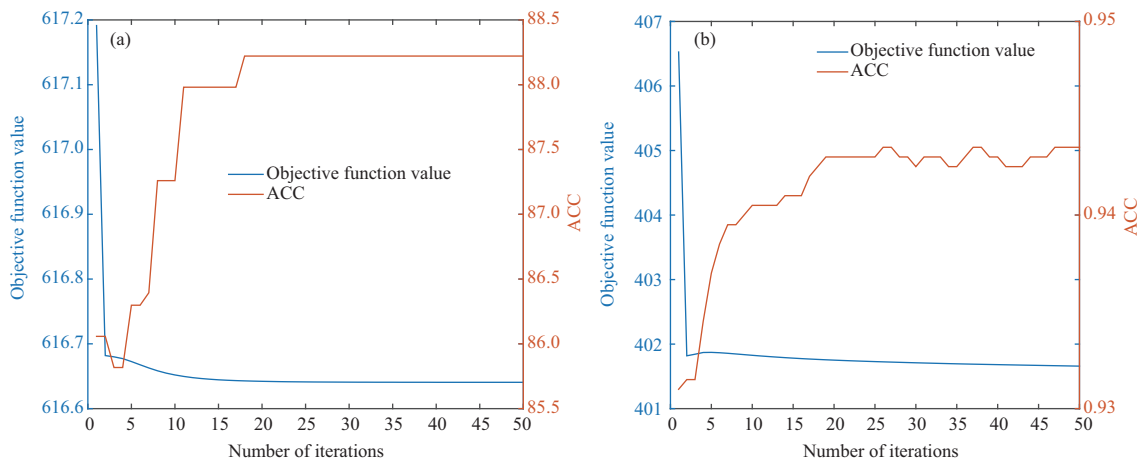 (a)
617.2
617.1
617.0
616.9
616.8
616.7
616.6
Objective function value
88.5
88.0
87.5
87.0
86.5
86.0
85.5
ACC
Objective function value
ACC
0 5 10 15 20 25 30 35 40 45 50
Number of iterations
(b)
407
406
405
404
403
402
401
Objective function value
0.95
0.94
0.93
ACC
Objective function value
ACC
0 5 10 15 20 25 30 35 40 45 50
Number of iterations